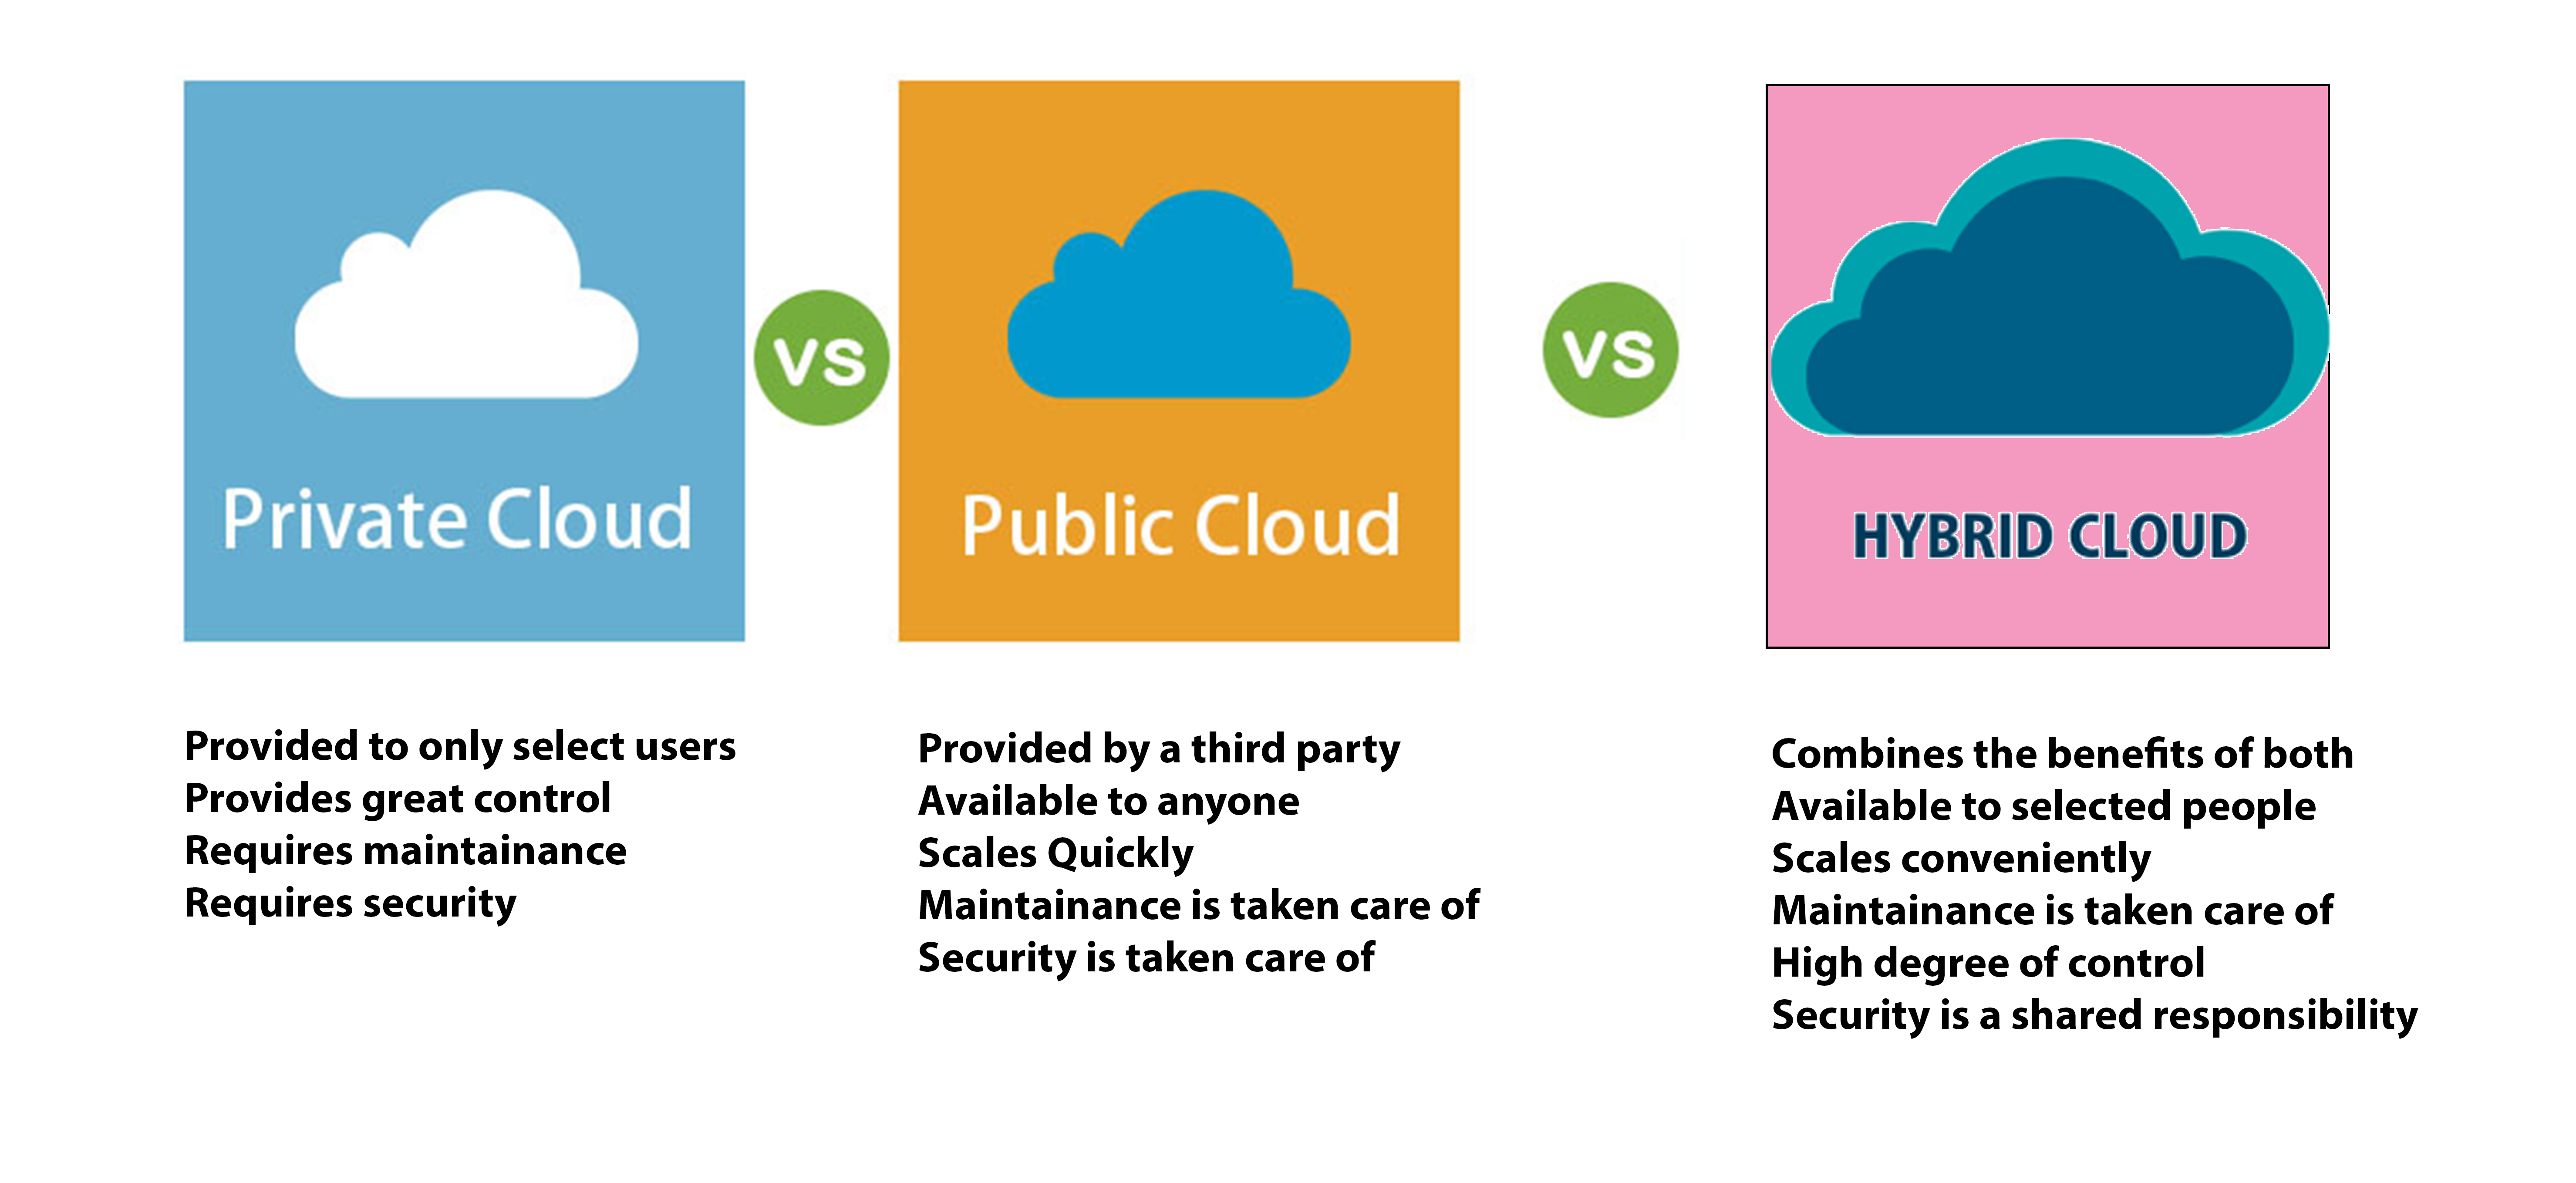 Private Cloud
VS
Public Cloud
VS
HYBRID CLOUD
Provided to only select users
Provides great control
Requires maintainance
Requires security
Provided by a third party
Available to anyone
Scales Quickly
Maintainance is taken care of
Security is taken care of
Combines the benefits of both
Available to selected people
Scales conveniently
Maintainance is taken care of
High degree of control
Security is a shared responsibility